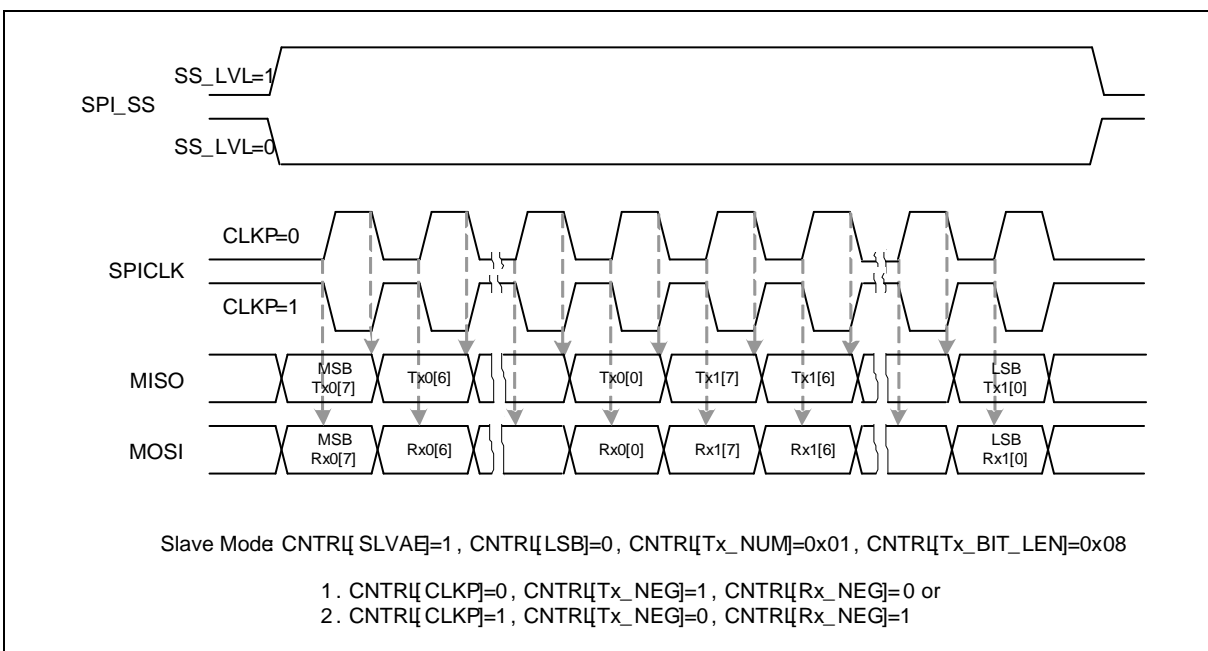 SS_LVL=1
SPI_SS
SS_LVL=0
CLKP=0
SPICLK
CLKP=1
MISO
MSB
Tx0[7]
Tx0[6]
Tx0[0]
Tx1[7]
Tx1[6]
LSB
Tx1[0]
MOSI
MSB
Rx0[7]
Rx0[6]
Rx0[0]
Rx1[7]
Rx1[6]
LSB
Rx1[0]
Slave Mode: CNTRL[SLVAE]=1, CNTRL[LSB]=0, CNTRL[Tx_NUM]=0x01, CNTRL[Tx_BIT_LEN]=0x08
1. CNTRL[CLKP]=0, CNTRL[Tx_NEG]=1, CNTRL[Rx_NEG]=0 or
2. CNTRL[CLKP]=1, CNTRL[Tx_NEG]=0, CNTRL[Rx_NEG]=1